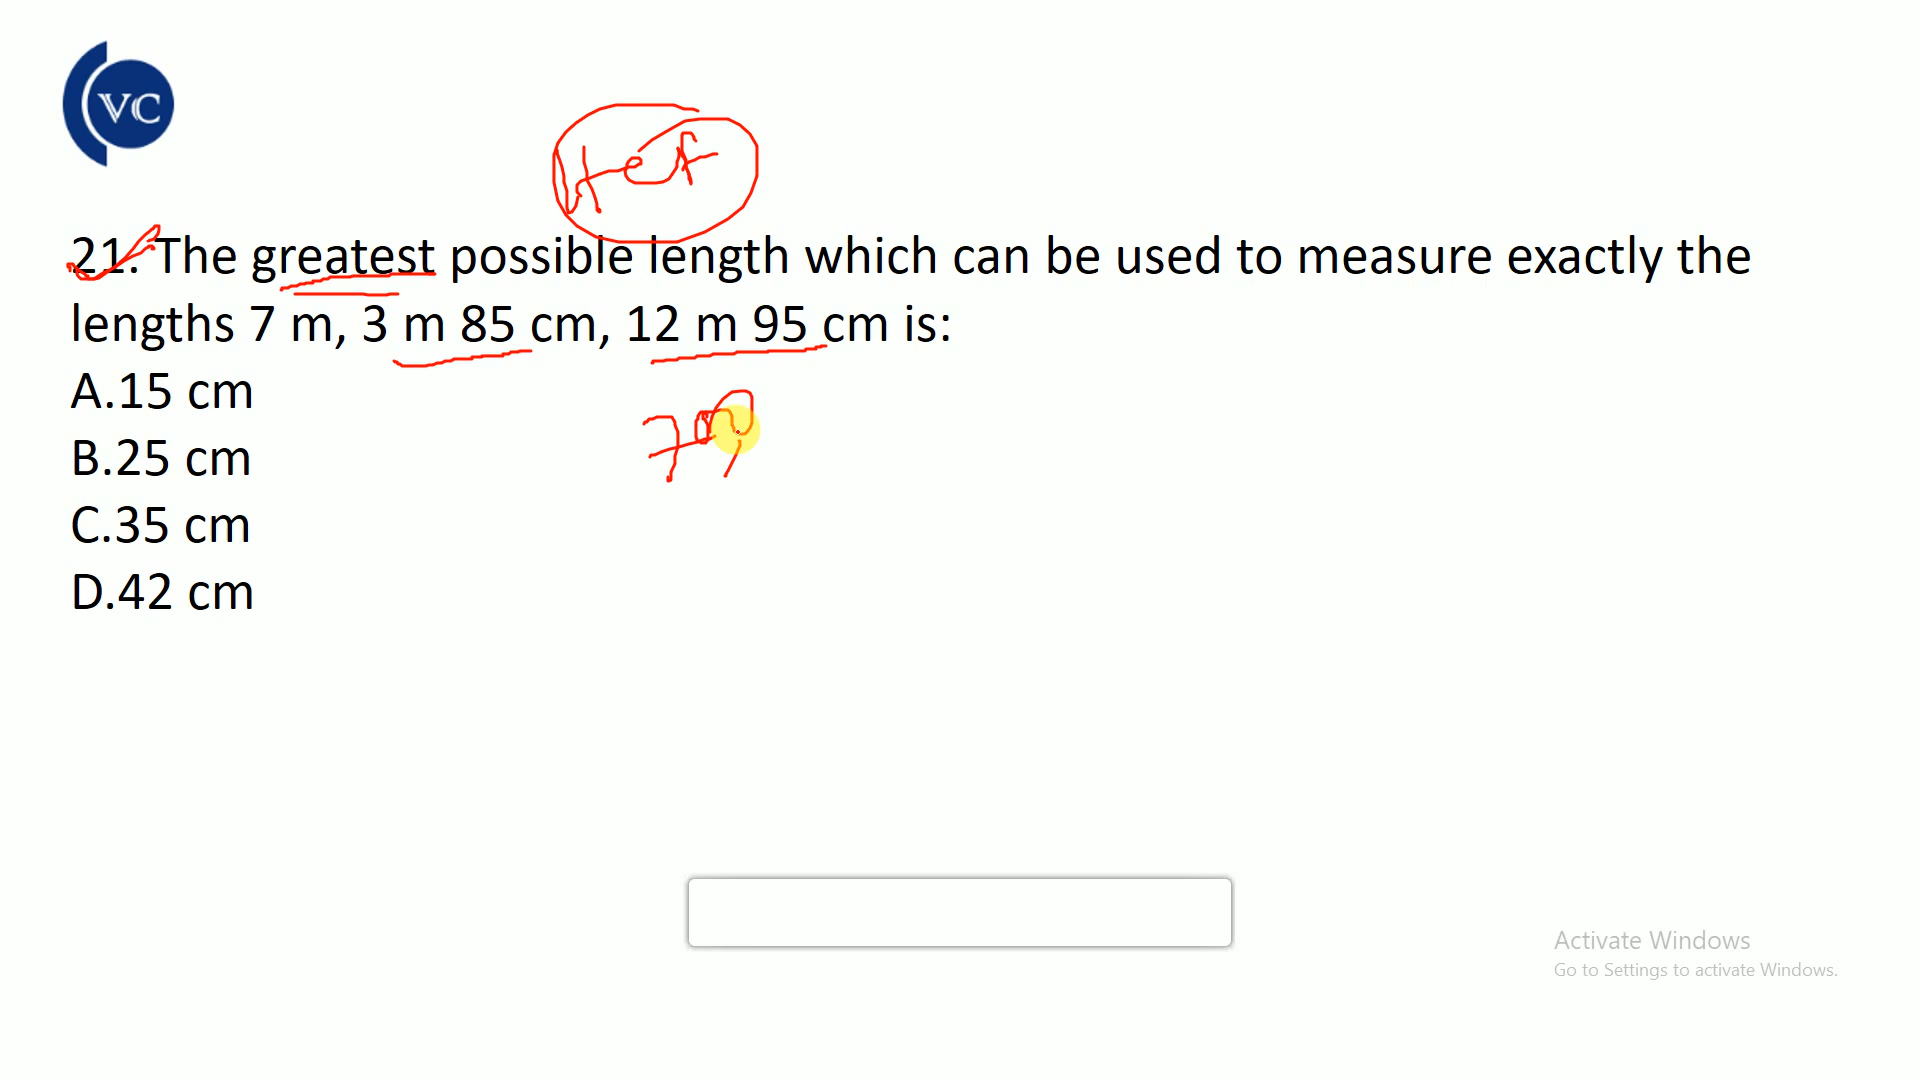 VC
Hcf
21. The greatest possible length which can be used to measure exactly the
lengths 7 m, 3 m 85 cm, 12 m 95 cm is:
A.15 cm
700,
B.25 cm
C.35 cm
D.42 cm
Activate Windows
Go to Settings to activate Windows.